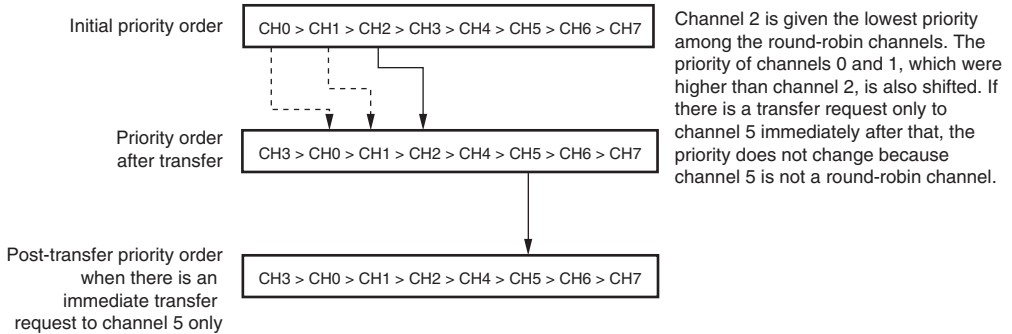 Initial priority order
CH0 > CH1 > CH2 > CH3 > CH4 > CH5 > CH6 > CH7
Channel 2 is given the lowest priority
among the round-robin channels. The
priority of channels 0 and 1, which were
higher than channel 2, is also shifted. If
there is a transfer request only to
channel 5 immediately after that, the
priority does not change because
channel 5 is not a round-robin channel.
Priority order
after transfer
CH3 > CH0 > CH1 > CH2 > CH4 > CH5 > CH6 > CH7
Post-transfer priority order
when there is an
immediate transfer
request to channel 5 only
CH3 > CH0 > CH1 > CH2 > CH4 > CH5 > CH6 > CH7